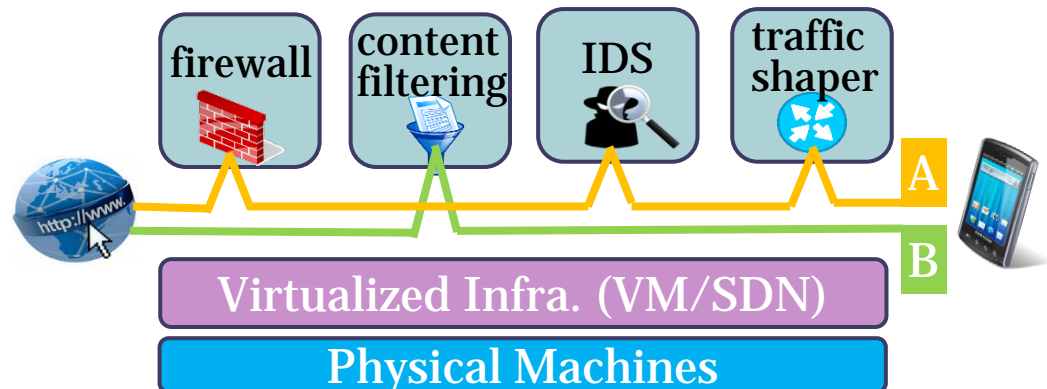 firewall
content
filtering
IDS
traffic
shaper
A
http://www.
B
Virtualized Infra. (VM/SDN)
Physical Machines